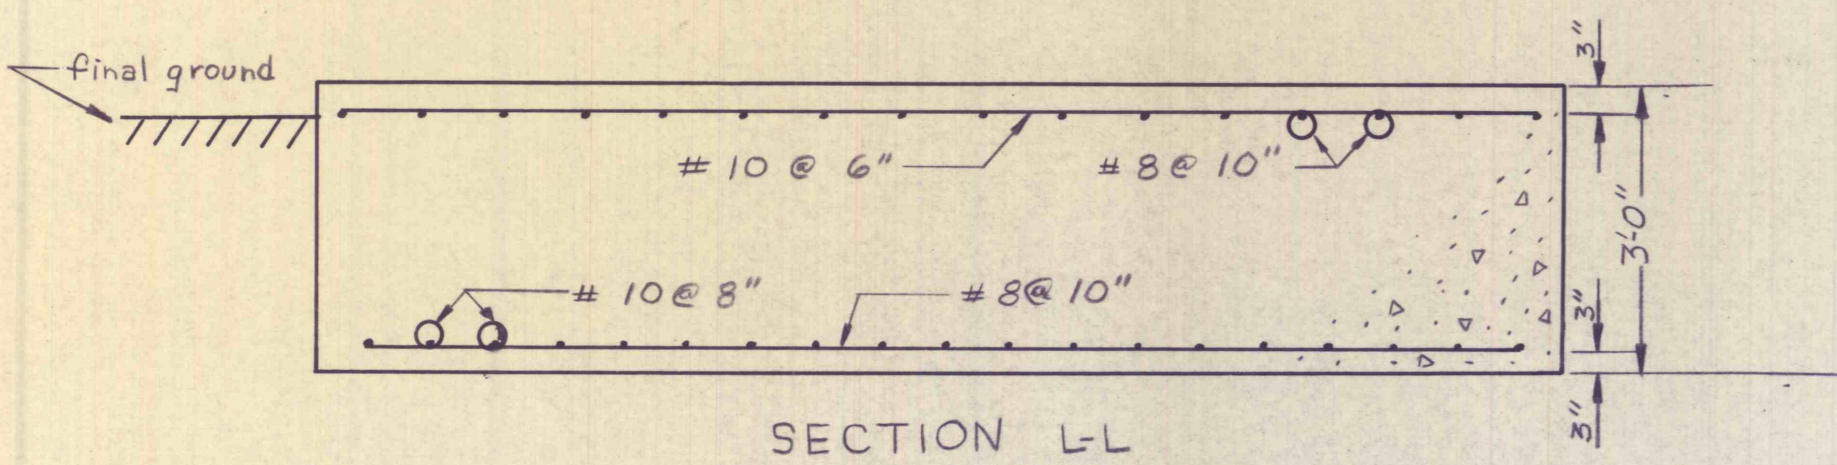 final ground
3"
# 10 @ 6"
# 8 @ 10"
3'-0"
# 10 @ 8"
# 8@ 10"
3"
3"
SECTION L-L